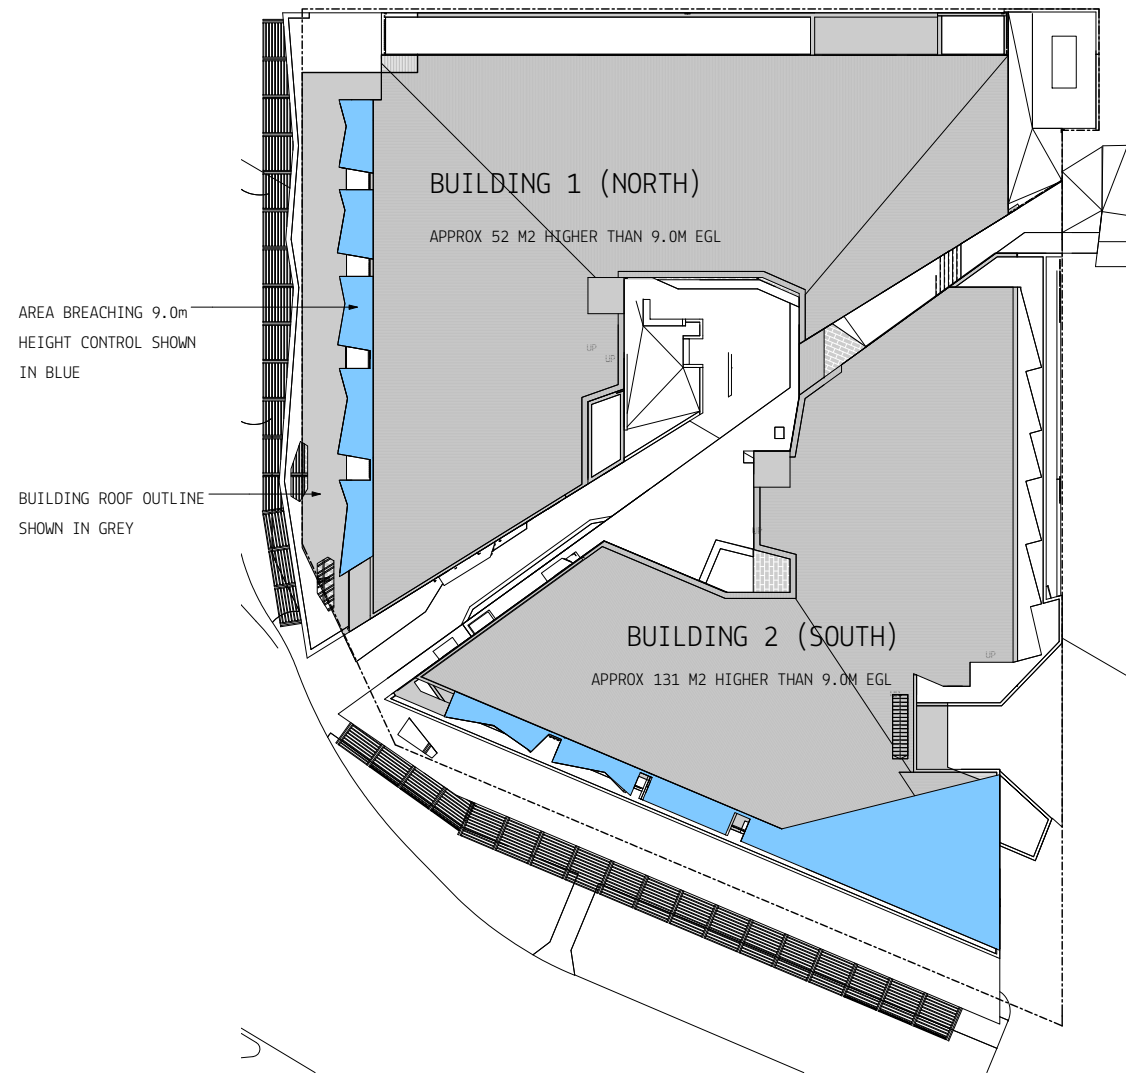 BUILDING 1 (NORTH)
APPROX 52 M2 HIGHER THAN 9.0M EGL
AREA BREACHING 9.0m
HEIGHT CONTROL SHOWN
IN BLUE
UP
UP
BUILDING ROOF OUTLINE
SHOWN IN GREY
UP
BUILDING 2 (SOUTH)
UP
APPROX 131 M2 HIGHER THAN 9.0M EGL